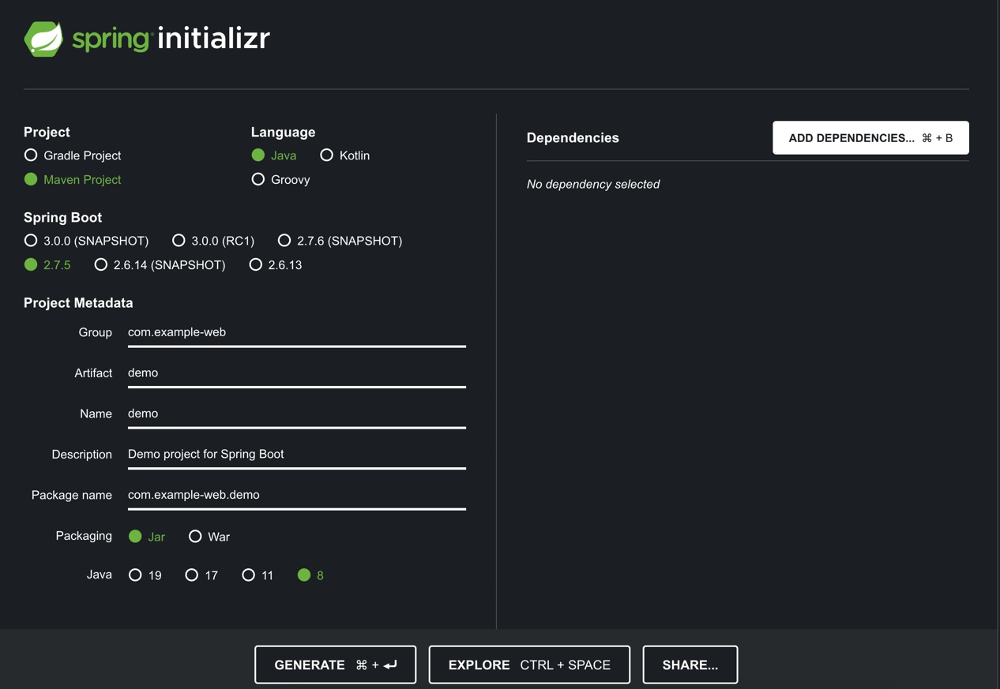 spring initializr
Project
Gradle Project
Maven Project
Language
Java Kotlin
Groovy
Spring Boot
3.0.0 (SNAPSHOT) 3.0.0 (RC1) 2.7.6 (SNAPSHOT)
2.7.5 2.6.14 (SNAPSHOT) 2.6.13
Project Metadata
Group com.example-web
Artifact demo
Name demo
Description Demo project for Spring Boot
Package name com.example-web.demo
Packaging Jar War
Java 19 17 11 8
Dependencies ADD DEPENDENCIES... ⌘ + B
No dependency selected
GENERATE ⌘ + ↵ EXPLORE CTRL + SPACE SHARE...